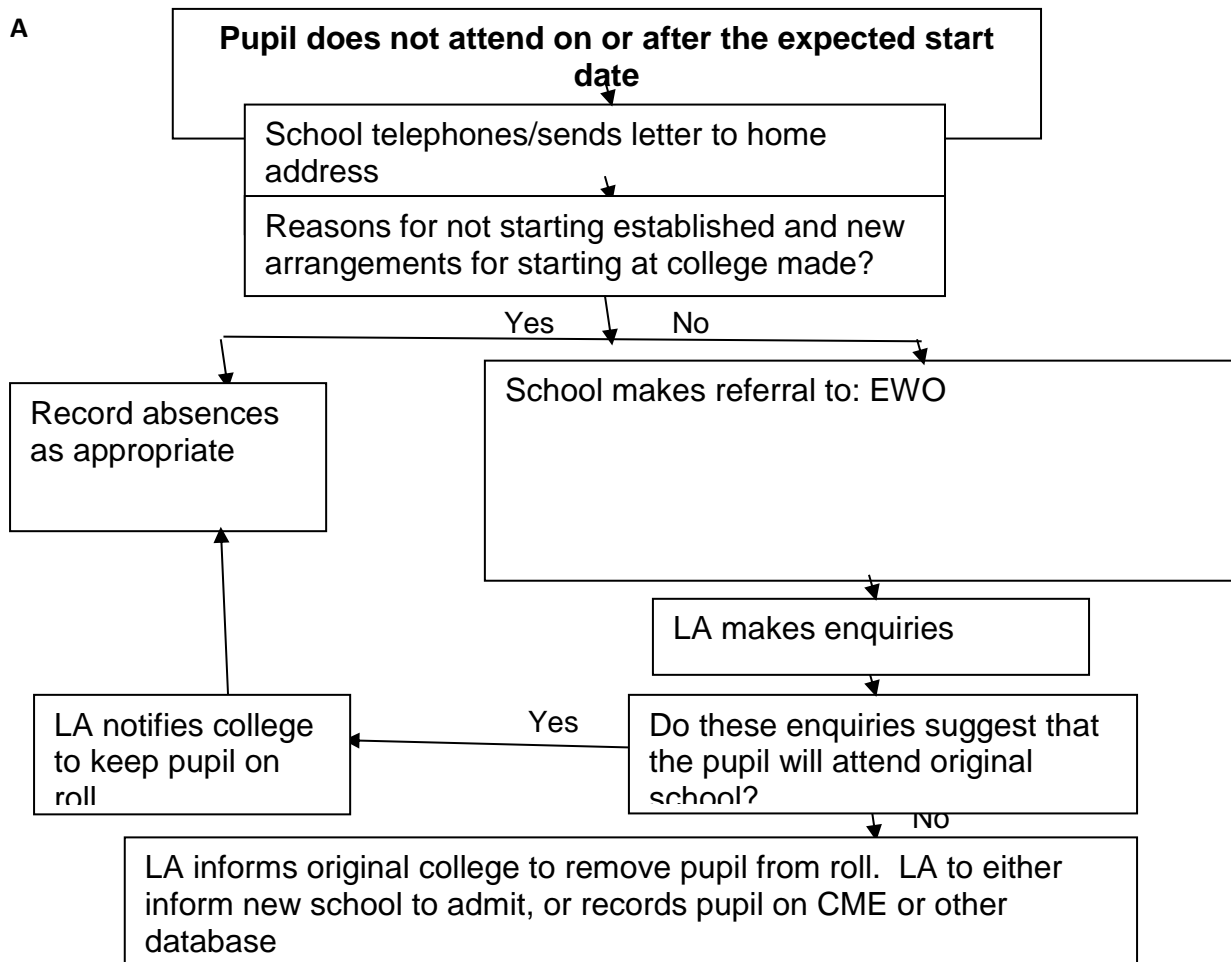 A
Pupil does not attend on or after the expected start
date
School telephones/sends letter to home
address
Reasons for not starting established and new
arrangements for starting at college made?
Yes
No
Record absences
as appropriate
School makes referral to: EWO
LA makes enquiries
LA notifies college
to keep pupil on
roll
Yes
Do these enquiries suggest that
the pupil will attend original
school?
No
LA informs original college to remove pupil from roll.  LA to either
inform new school to admit, or records pupil on CME or other
database